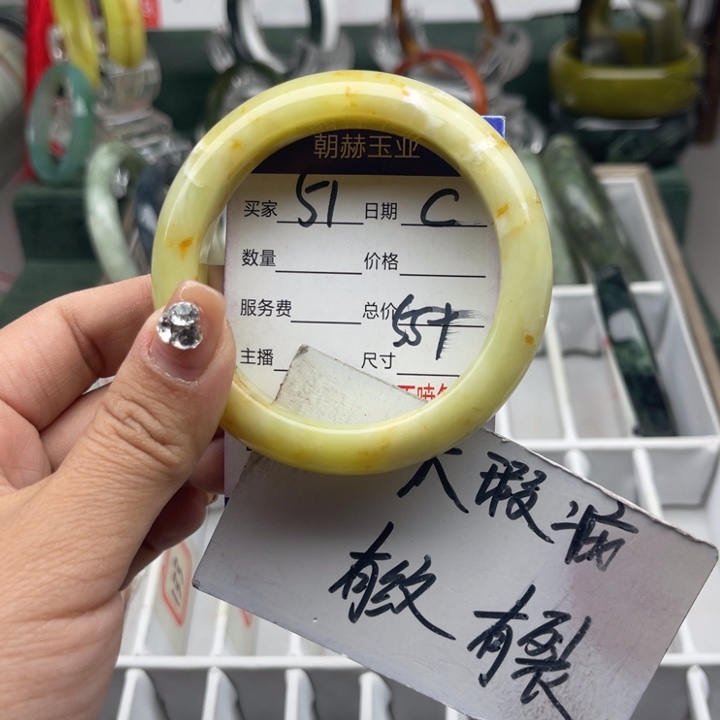 朝赫玉业
买家 51 日期 C
数量 价格
服务费 总价 55+
主播 尺寸
大瑕病
有纹 有裂